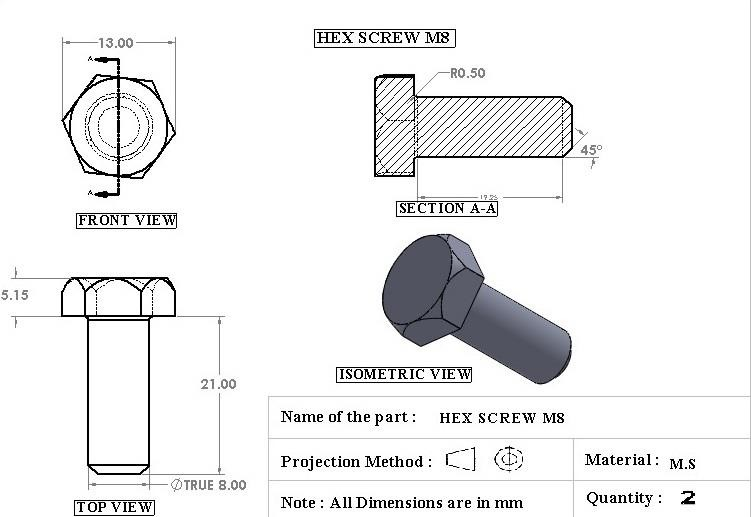 HEX SCREW M8
13.00
A
A
FRONT VIEW
R0.50
45°
SECTION A-A
5.15
21.00
∅TRUE 8.00
TOP VIEW
ISOMETRIC VIEW
Name of the part : HEX SCREW M8
Projection Method :
Material : M.S
Note : All Dimensions are in mm
Quantity : 2